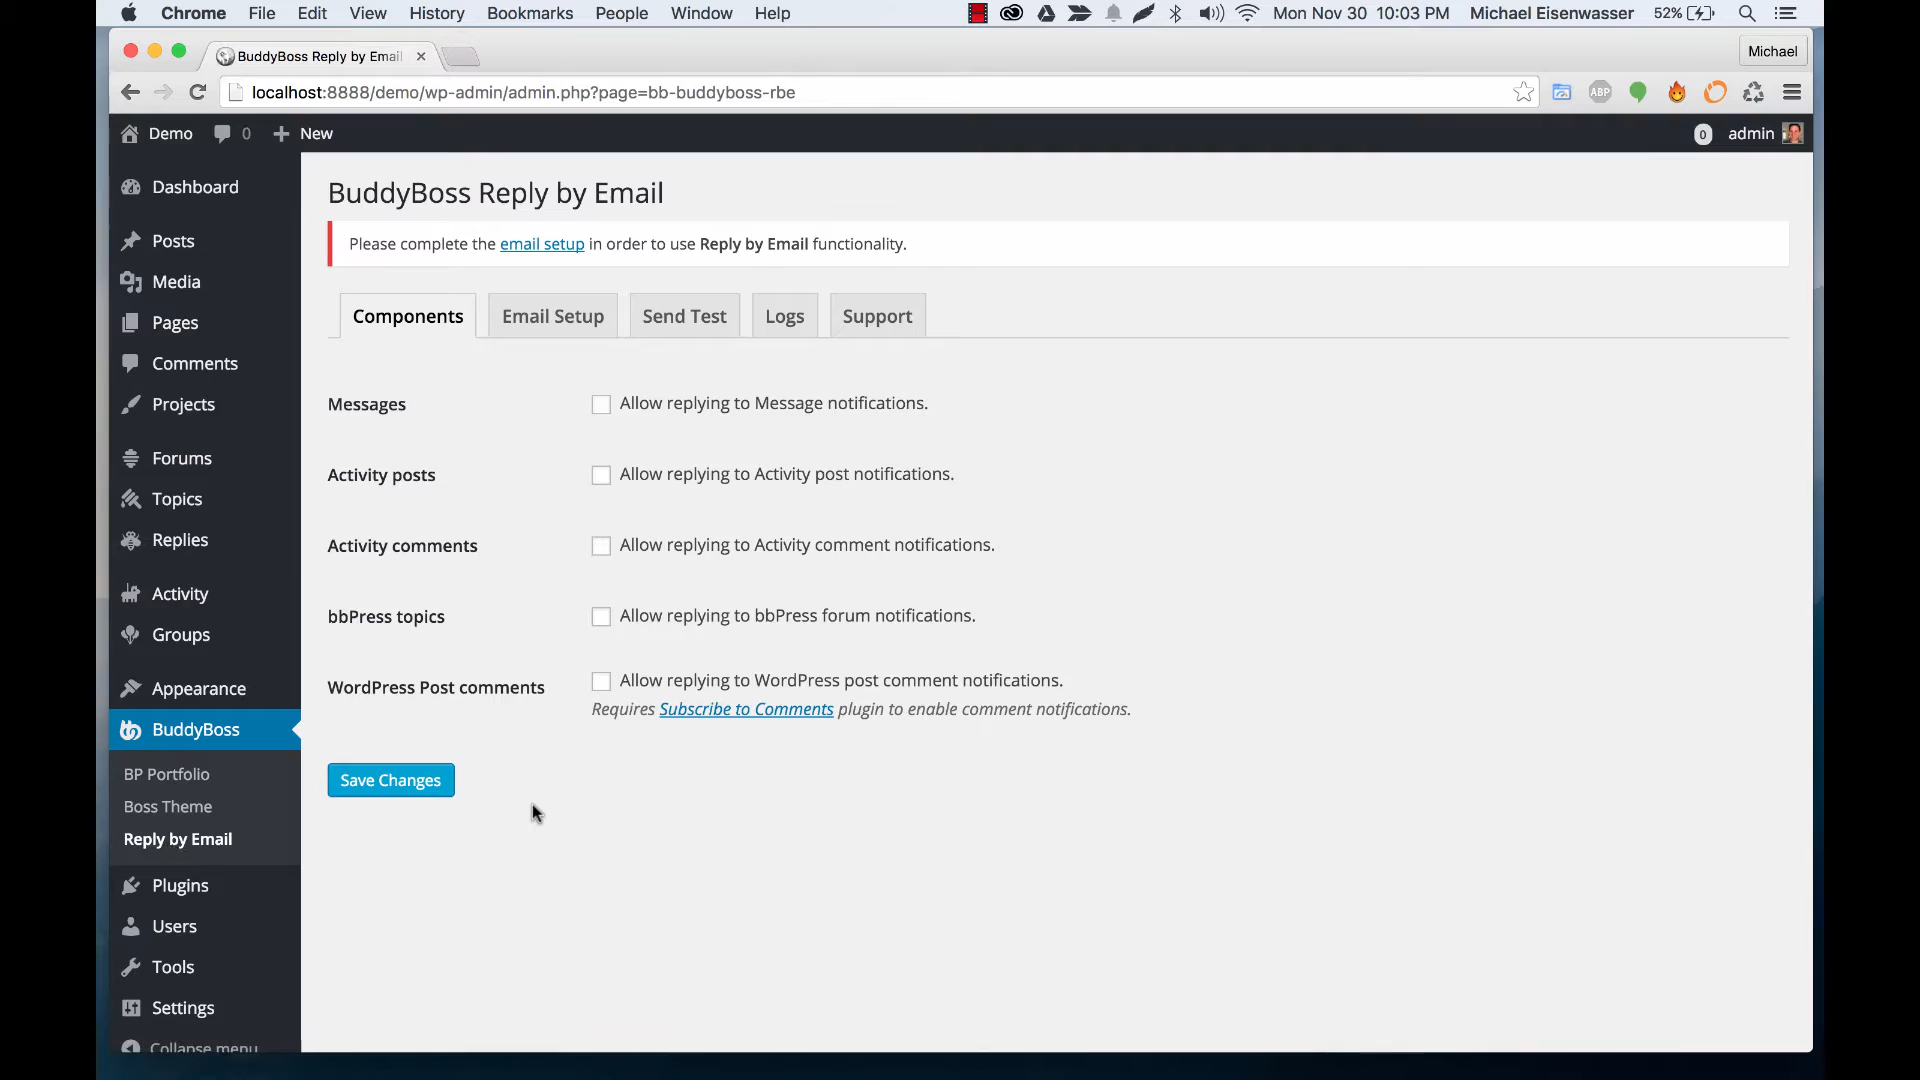 Chrome File Edit View History Bookmarks People Window Help Mon Nov 30 10:03 PM Michael Eisenwasser 52%
BuddyBoss Reply by Email Michael
localhost:8888/demo/wp-admin/admin.php?page=bb-buddyboss-rbe ABP
Demo 0 New 0 admin
Dashboard
Posts
Media
Pages
Comments
Projects
Forums
Topics
Replies
Activity
Groups
Appearance
BuddyBoss
BP Portfolio
Boss Theme
Reply by Email
Plugins
Users
Tools
Settings
Collapse menu
BuddyBoss Reply by Email
Please complete the email setup in order to use Reply by Email functionality.
Components Email Setup Send Test Logs Support
Messages Allow replying to Message notifications.
Activity posts Allow replying to Activity post notifications.
Activity comments Allow replying to Activity comment notifications.
bbPress topics Allow replying to bbPress forum notifications.
WordPress Post comments Allow replying to WordPress post comment notifications.
Requires Subscribe to Comments plugin to enable comment notifications.
Save Changes